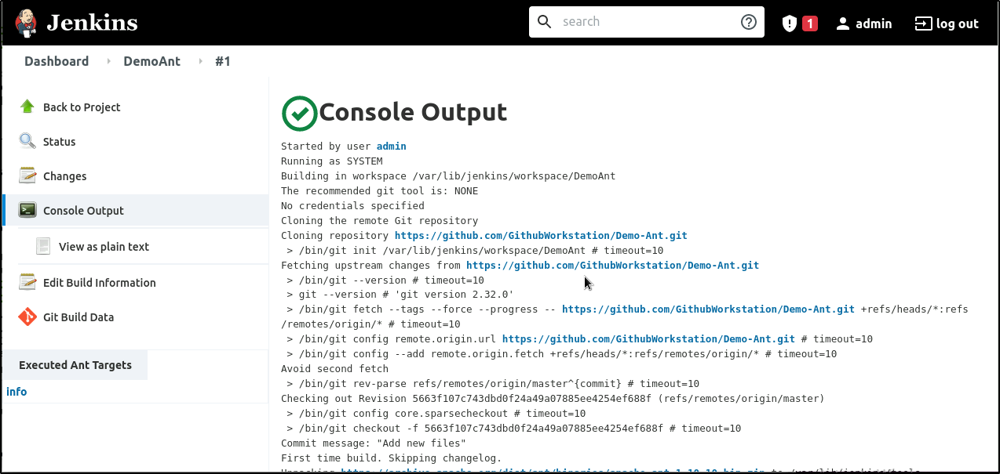 Jenkins
search
1
admin
log out
Dashboard
DemoAnt
#1
Back to Project
Status
Changes
Console Output
View as plain text
Edit Build Information
Git Build Data
Executed Ant Targets
info
Console Output
Started by user admin
Running as SYSTEM
Building in workspace /var/lib/jenkins/workspace/DemoAnt
The recommended git tool is: NONE
No credentials specified
Cloning the remote Git repository
Cloning repository https://github.com/GithubWorkstation/Demo-Ant.git
> /bin/git init /var/lib/jenkins/workspace/DemoAnt # timeout=10
Fetching upstream changes from https://github.com/GithubWorkstation/Demo-Ant.git
> /bin/git --version # timeout=10
> git --version # 'git version 2.32.0'
> /bin/git fetch --tags --force --progress -- https://github.com/GithubWorkstation/Demo-Ant.git +refs/heads/*:refs
/remotes/origin/* # timeout=10
> /bin/git config remote.origin.url https://github.com/GithubWorkstation/Demo-Ant.git # timeout=10
> /bin/git config --add remote.origin.fetch +refs/heads/*:refs/remotes/origin/* # timeout=10
Avoid second fetch
> /bin/git rev-parse refs/remotes/origin/master^{commit} # timeout=10
Checking out Revision 5663f107c743dbd0f24a49a07885ee4254ef688f (refs/remotes/origin/master)
> /bin/git config core.sparsecheckout # timeout=10
> /bin/git checkout -f 5663f107c743dbd0f24a49a07885ee4254ef688f # timeout=10
Commit message: "Add new files"
First time build. Skipping changelog.